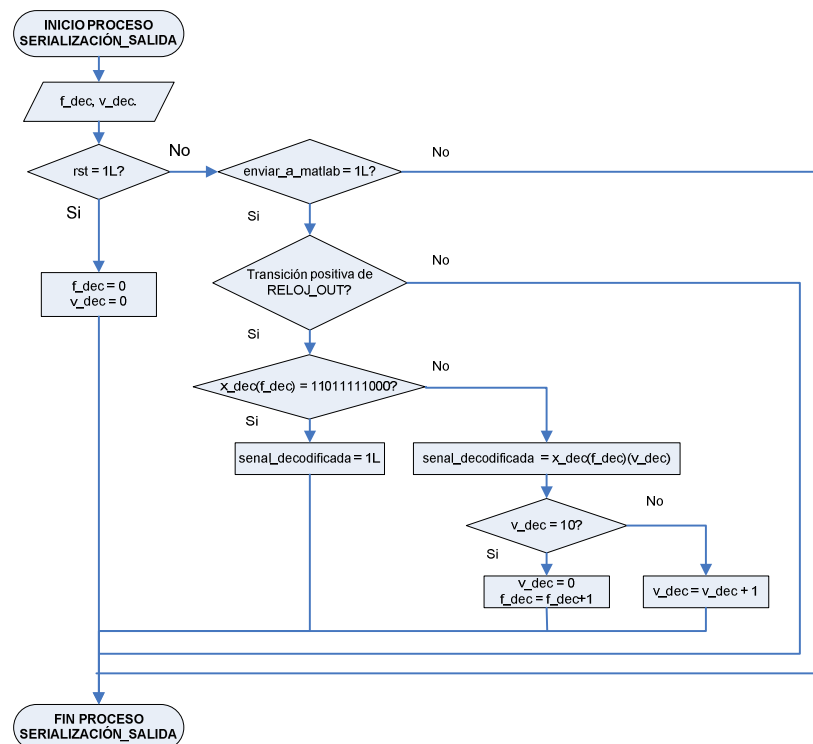 INICIO PROCESO
SERIALIZACIÓN_SALIDA
f_dec, v_dec.
rst = 1L?
No
Si
enviar_a_matlab = 1L?
No
Si
f_dec = 0
v_dec = 0
Transición positiva de
RELOJ_OUT?
No
Si
x_dec(f_dec) = 11011111000?
No
Si
senal_decodificada = 1L
senal_decodificada = x_dec(f_dec)(v_dec)
v_dec = 10?
No
Si
v_dec = 0
f_dec = f_dec+1
v_dec = v_dec + 1
FIN PROCESO
SERIALIZACIÓN_SALIDA